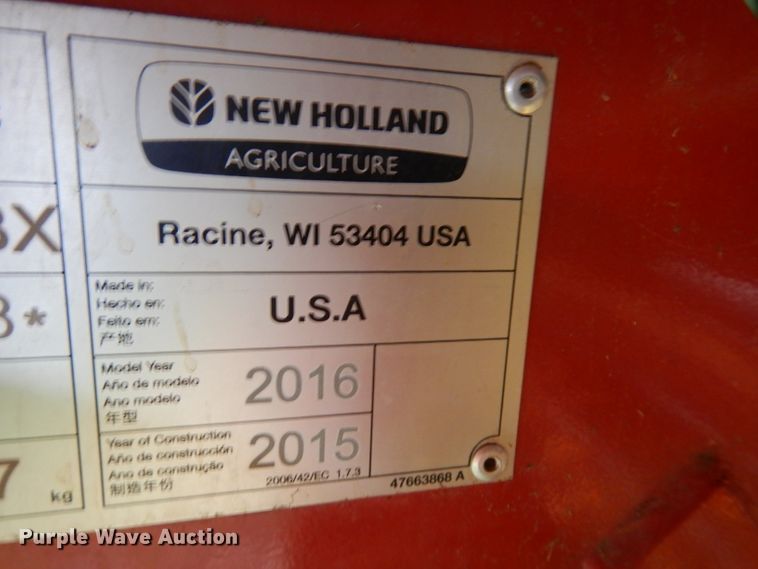 NEW HOLLAND
AGRICULTURE
Racine, WI 53404 USA
Made in:
Hecho en:
Feito em:
产地
U.S.A
Model Year
Año de modelo
Ano modelo
年型
2016
Year of Construction
Año de construcción
Ano de construção
制造年份
2015
2006/42/EC 1.7.3
47663868 A
X
*
7
kg
Purple Wave Auction